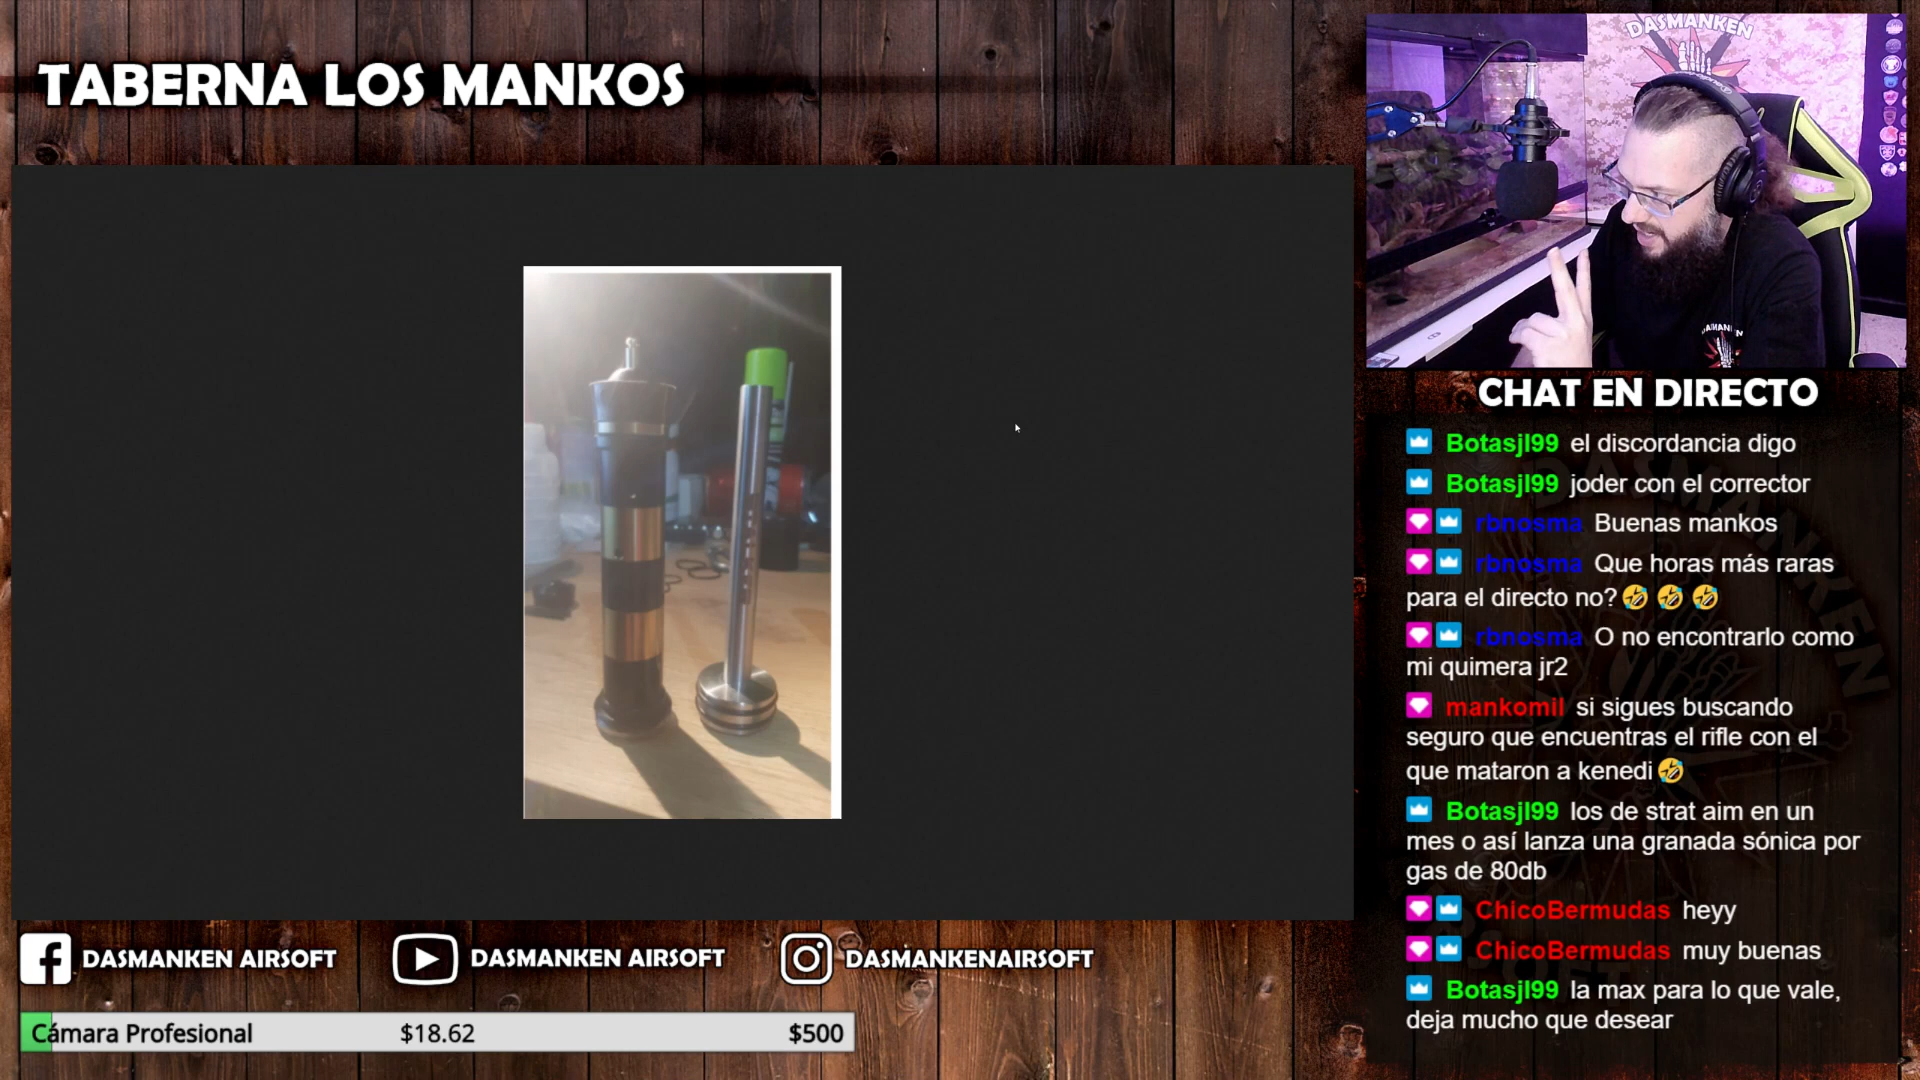 TABERNA LOS MANKOS
DASMANKEN
CHAT EN DIRECTO
Botasjl99 el discordancia digo
Botasjl99 joder con el corrector
rbnosma Buenas mankos
rbnosma Que horas más raras
para el directo no?🤣 🤣 🤣
rbnosma O no encontrarlo como
mi quimera jr2
mankomil si sigues buscando
seguro que encuentras el rifle con el
que mataron a kenedi🤣
Botasjl99 los de strat aim en un
mes o así lanza una granada sónica por
gas de 80db
ChicoBermudas heyy
ChicoBermudas muy buenas
Botasjl99 la max para lo que vale,
deja mucho que desear
DASMANKEN AIRSOFT
DASMANKEN AIRSOFT
DASMANKENAIRSOFT
Cámara Profesional $18.62 $500